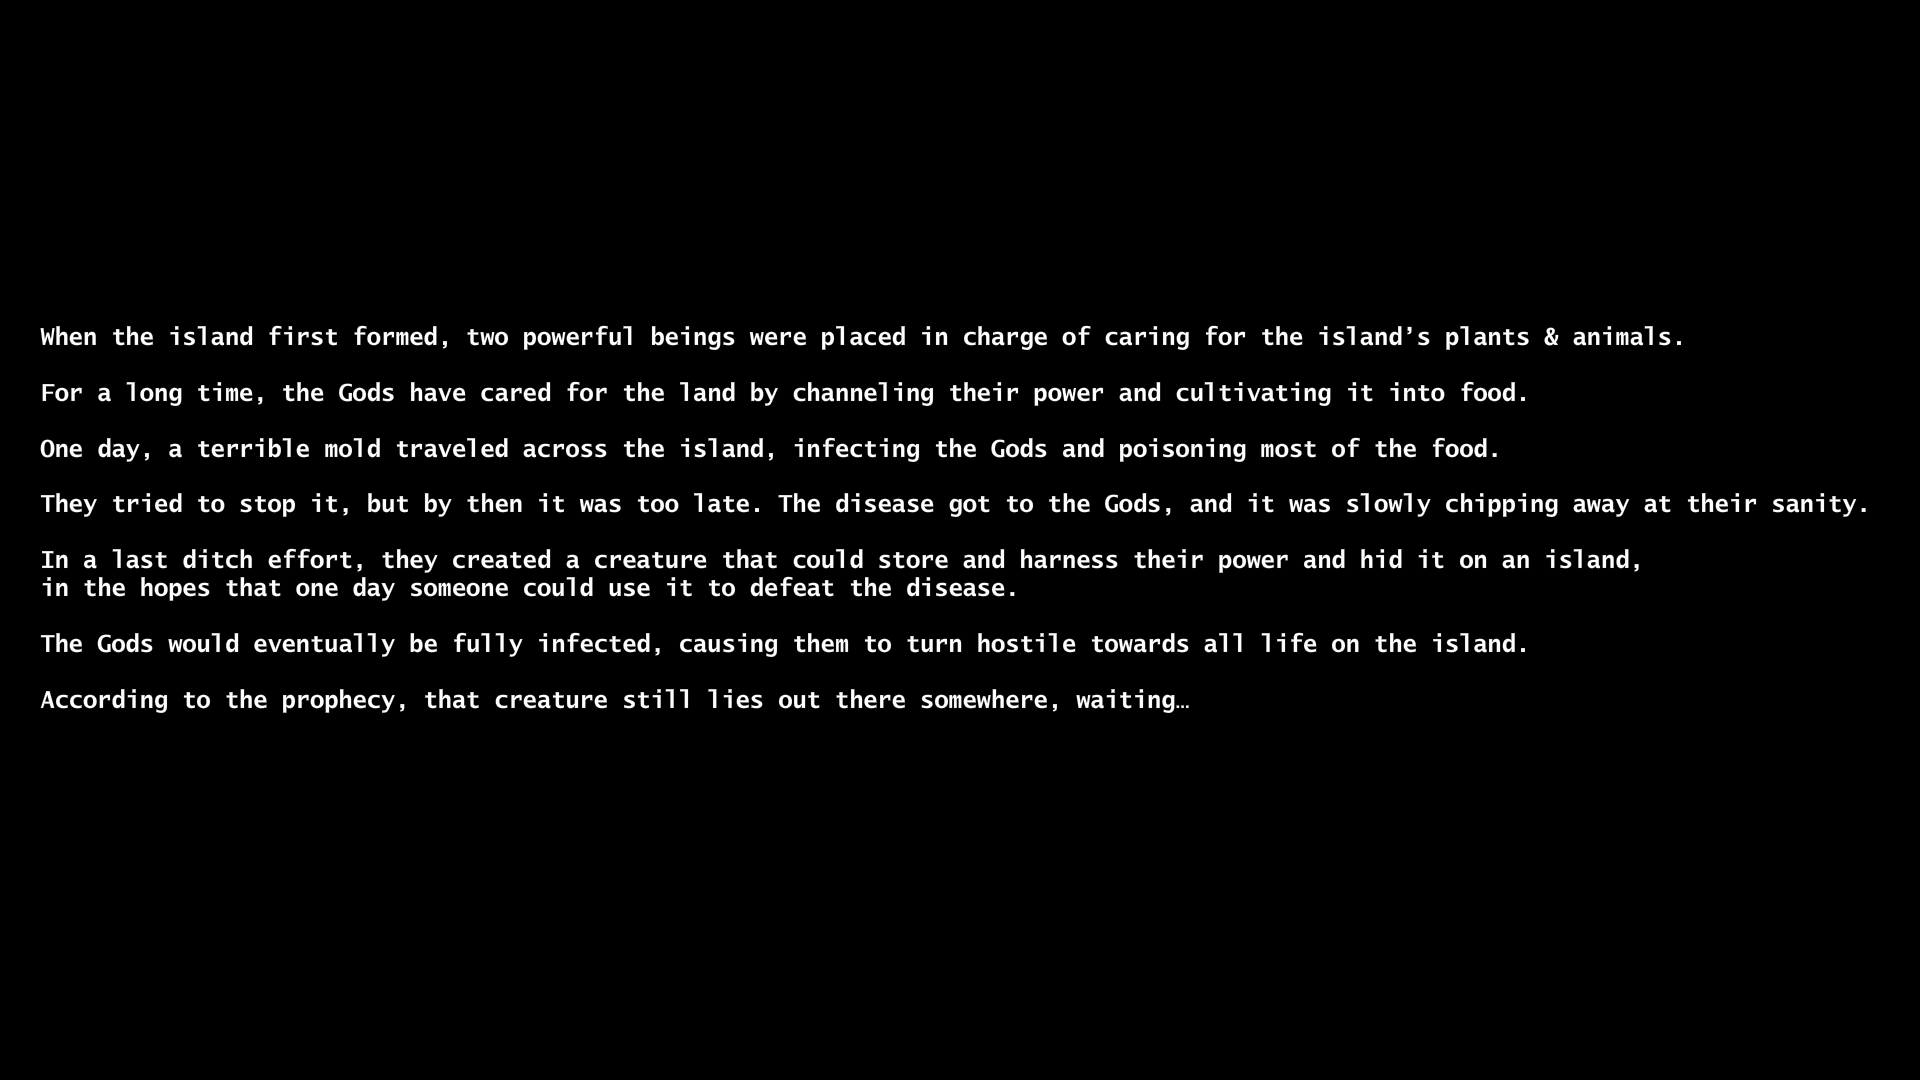 When the island first formed, two powerful beings were placed in charge of caring for the island’s plants & animals.
For a long time, the Gods have cared for the land by channeling their power and cultivating it into food.
One day, a terrible mold traveled across the island, infecting the Gods and poisoning most of the food.
They tried to stop it, but by then it was too late. The disease got to the Gods, and it was slowly chipping away at their sanity.
In a last ditch effort, they created a creature that could store and harness their power and hid it on an island,
in the hopes that one day someone could use it to defeat the disease.
The Gods would eventually be fully infected, causing them to turn hostile towards all life on the island.
According to the prophecy, that creature still lies out there somewhere, waiting…